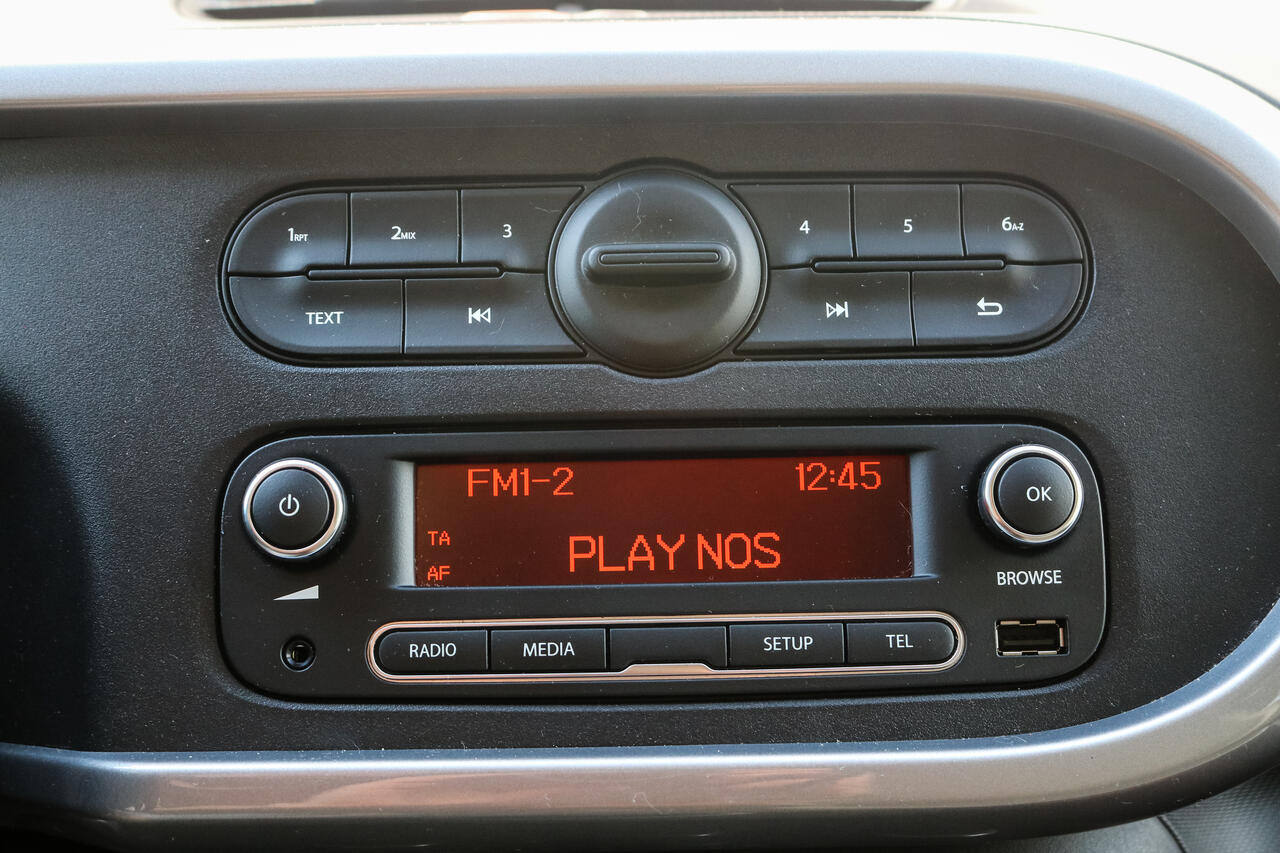 1RPT 2MIX 3 4 5 6A-Z
TEXT
FM1-2 12:45
TA
PLAY NOS
AF
OK
BROWSE
RADIO MEDIA SETUP TEL